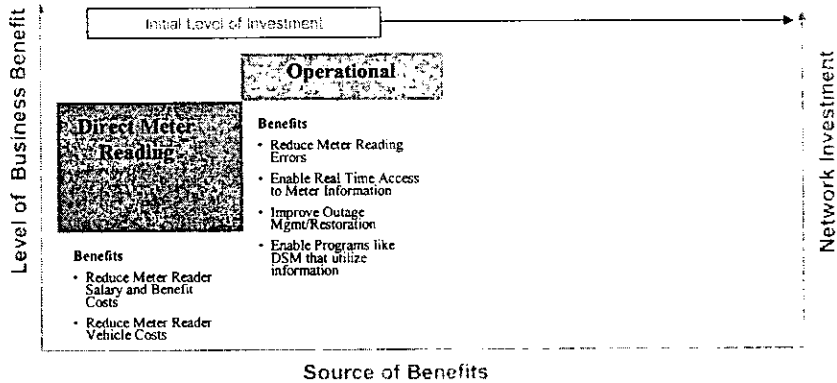 Initial Level of Investment
Operational
Direct Meter
Reading
Benefits
• Reduce Meter Reading
Errors
• Enable Real Time Access
to Meter Information
• Improve Outage
Mgmt/Restoration
• Enable Programs like
DSM that utilize
information
Benefits
• Reduce Meter Reader
Salary and Benefit
Costs
• Reduce Meter Reader
Vehicle Costs
Level of Business Benefit
Network Investment
Source of Benefits